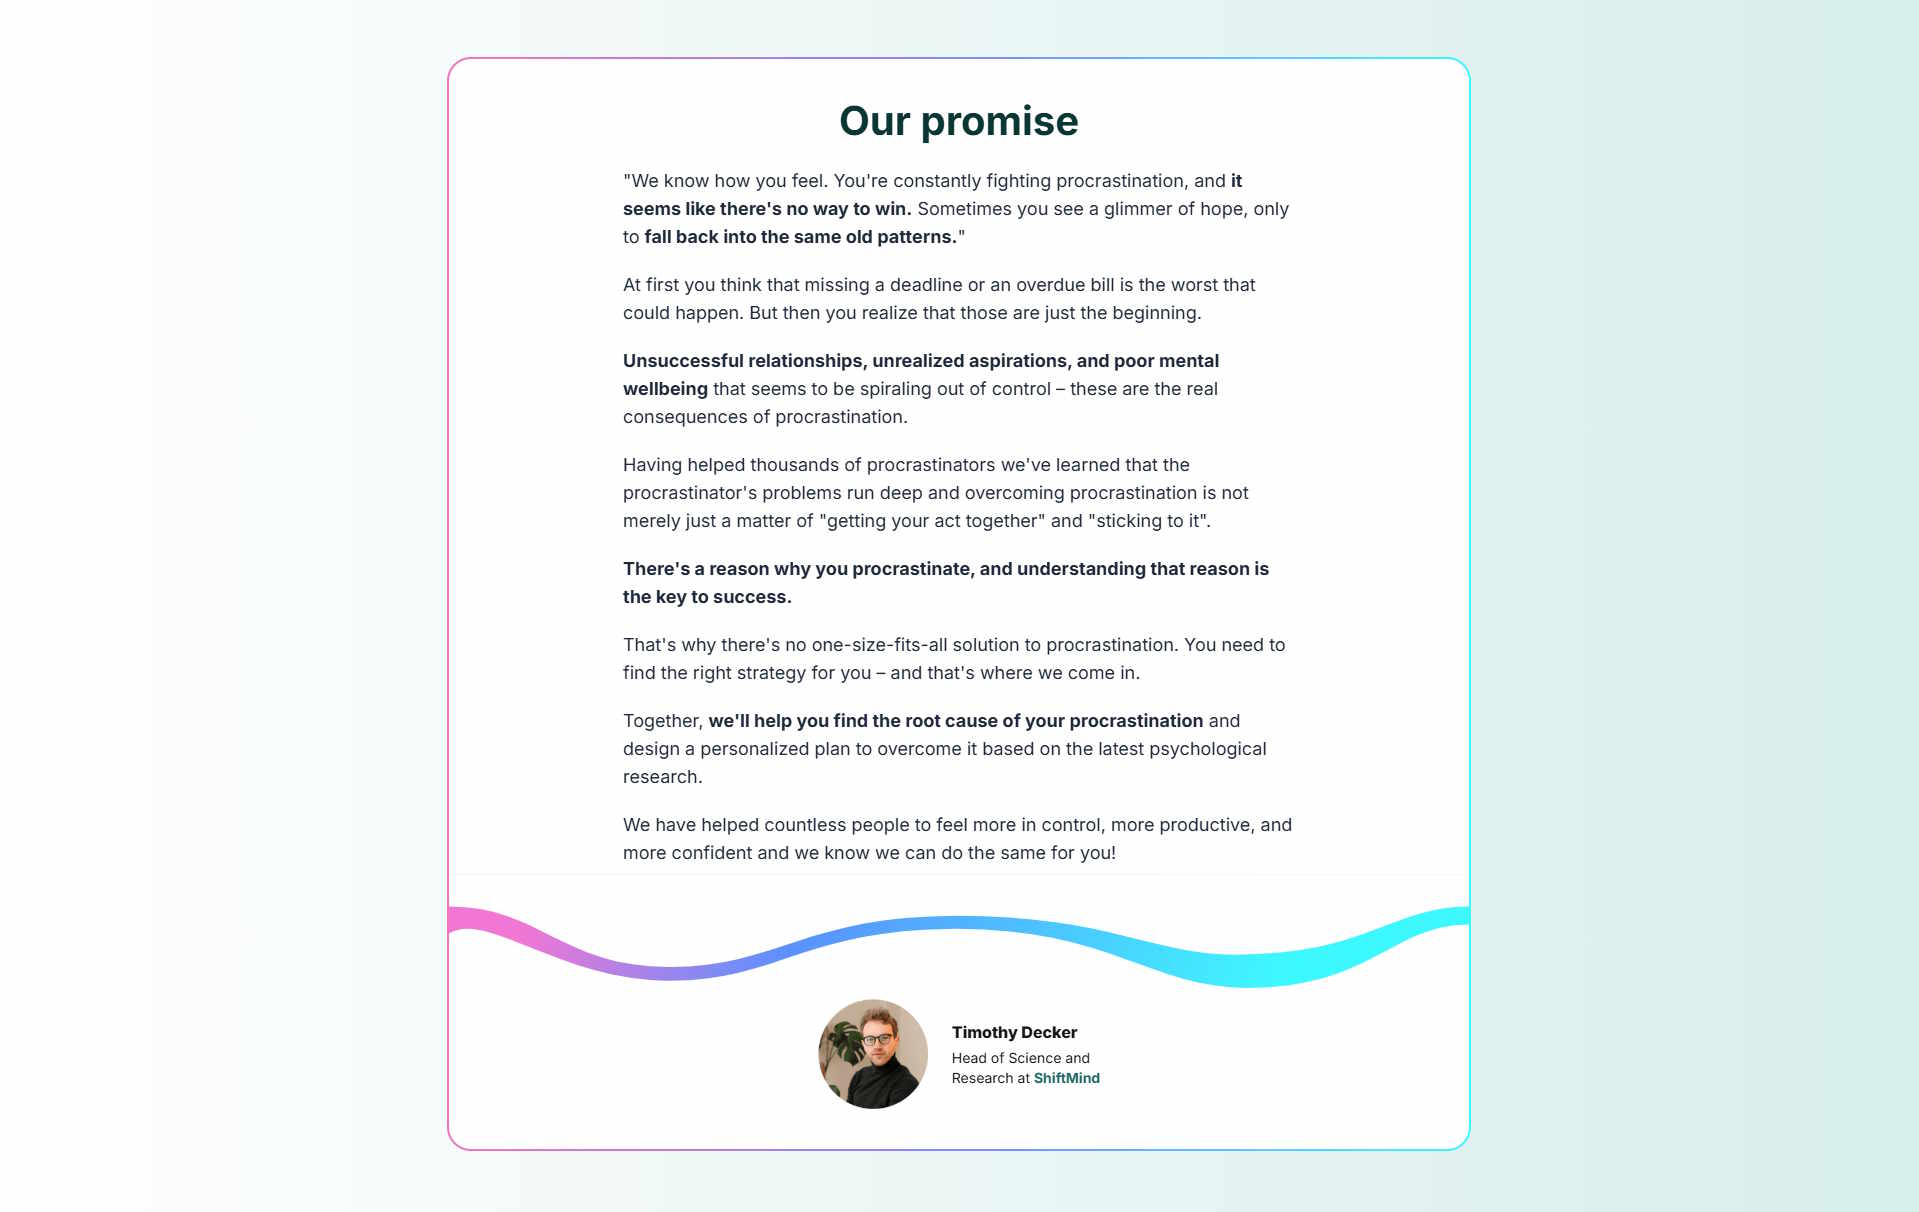 Our promise
"We know how you feel. You're constantly fighting procrastination, and it
seems like there's no way to win. Sometimes you see a glimmer of hope, only
to fall back into the same old patterns."
At first you think that missing a deadline or an overdue bill is the worst that
could happen. But then you realize that those are just the beginning.
Unsuccessful relationships, unrealized aspirations, and poor mental
wellbeing that seems to be spiraling out of control – these are the real
consequences of procrastination.
Having helped thousands of procrastinators we've learned that the
procrastinator's problems run deep and overcoming procrastination is not
merely just a matter of "getting your act together" and "sticking to it".
There's a reason why you procrastinate, and understanding that reason is
the key to success.
That's why there's no one-size-fits-all solution to procrastination. You need to
find the right strategy for you – and that's where we come in.
Together, we'll help you find the root cause of your procrastination and
design a personalized plan to overcome it based on the latest psychological
research.
We have helped countless people to feel more in control, more productive, and
more confident and we know we can do the same for you!
Timothy Decker
Head of Science and
Research at ShiftMind